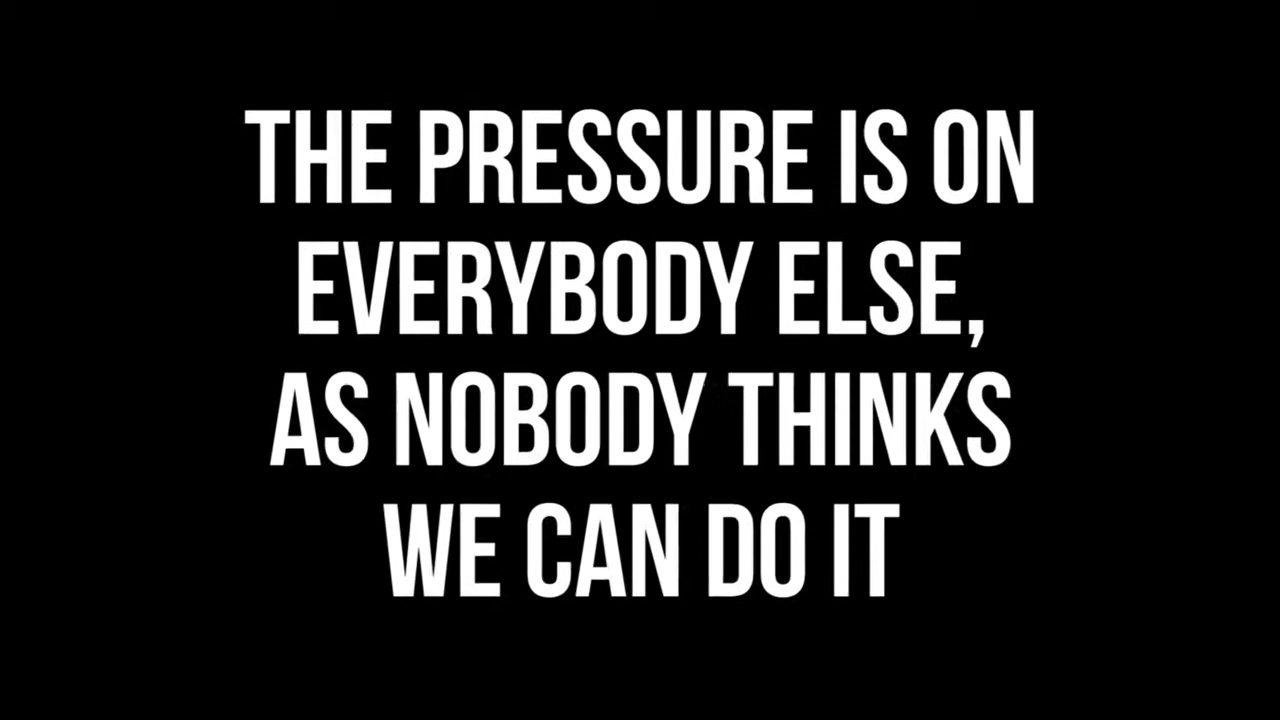 THE PRESSURE IS ON
EVERYBODY ELSE,
AS NOBODY THINKS
WE CAN DO IT